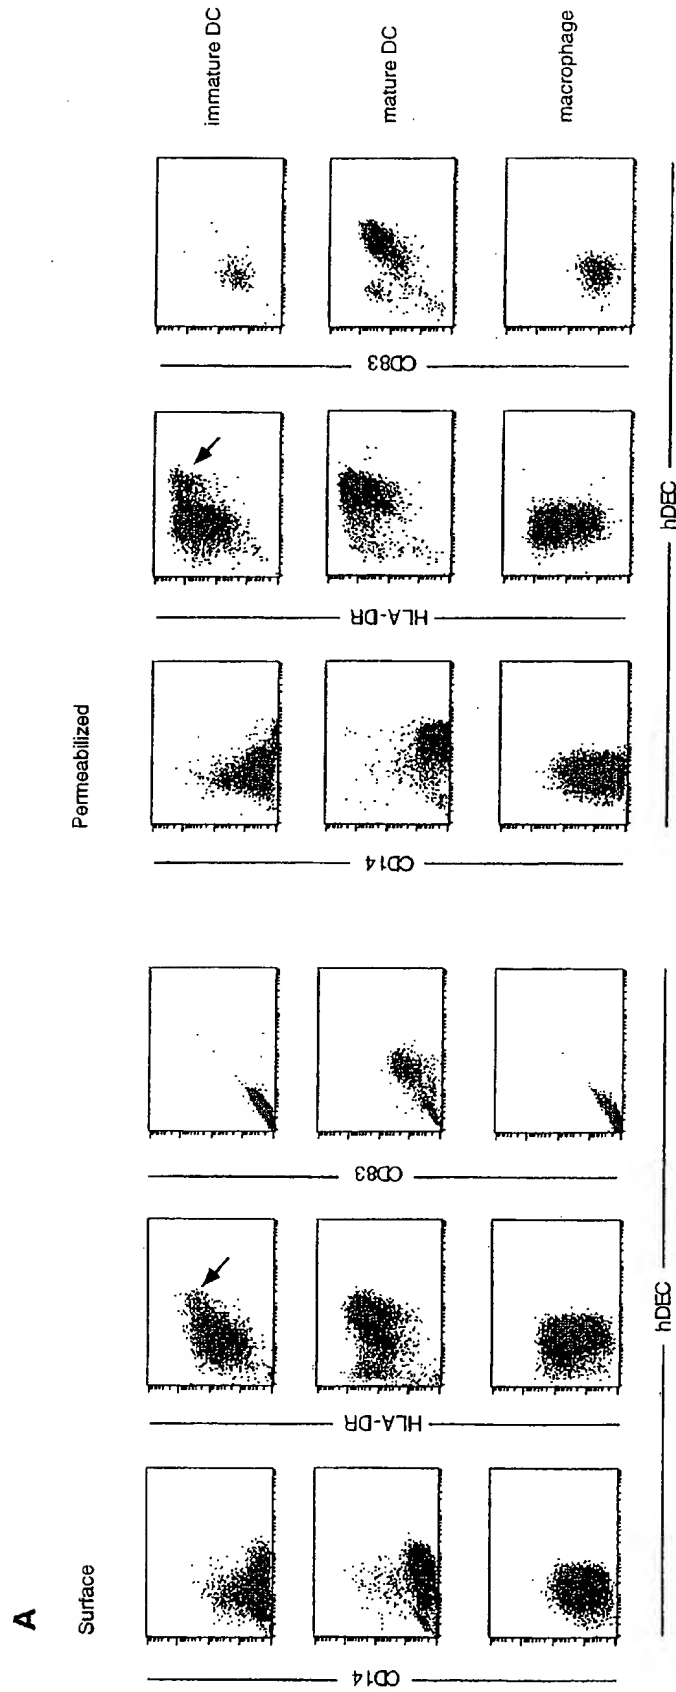 A
Surface
Permeabilized
immature DC
mature DC
macrophage
CD14
HLA-DR
CD83
CD14
HLA-DR
CD83
hDEC
hDEC